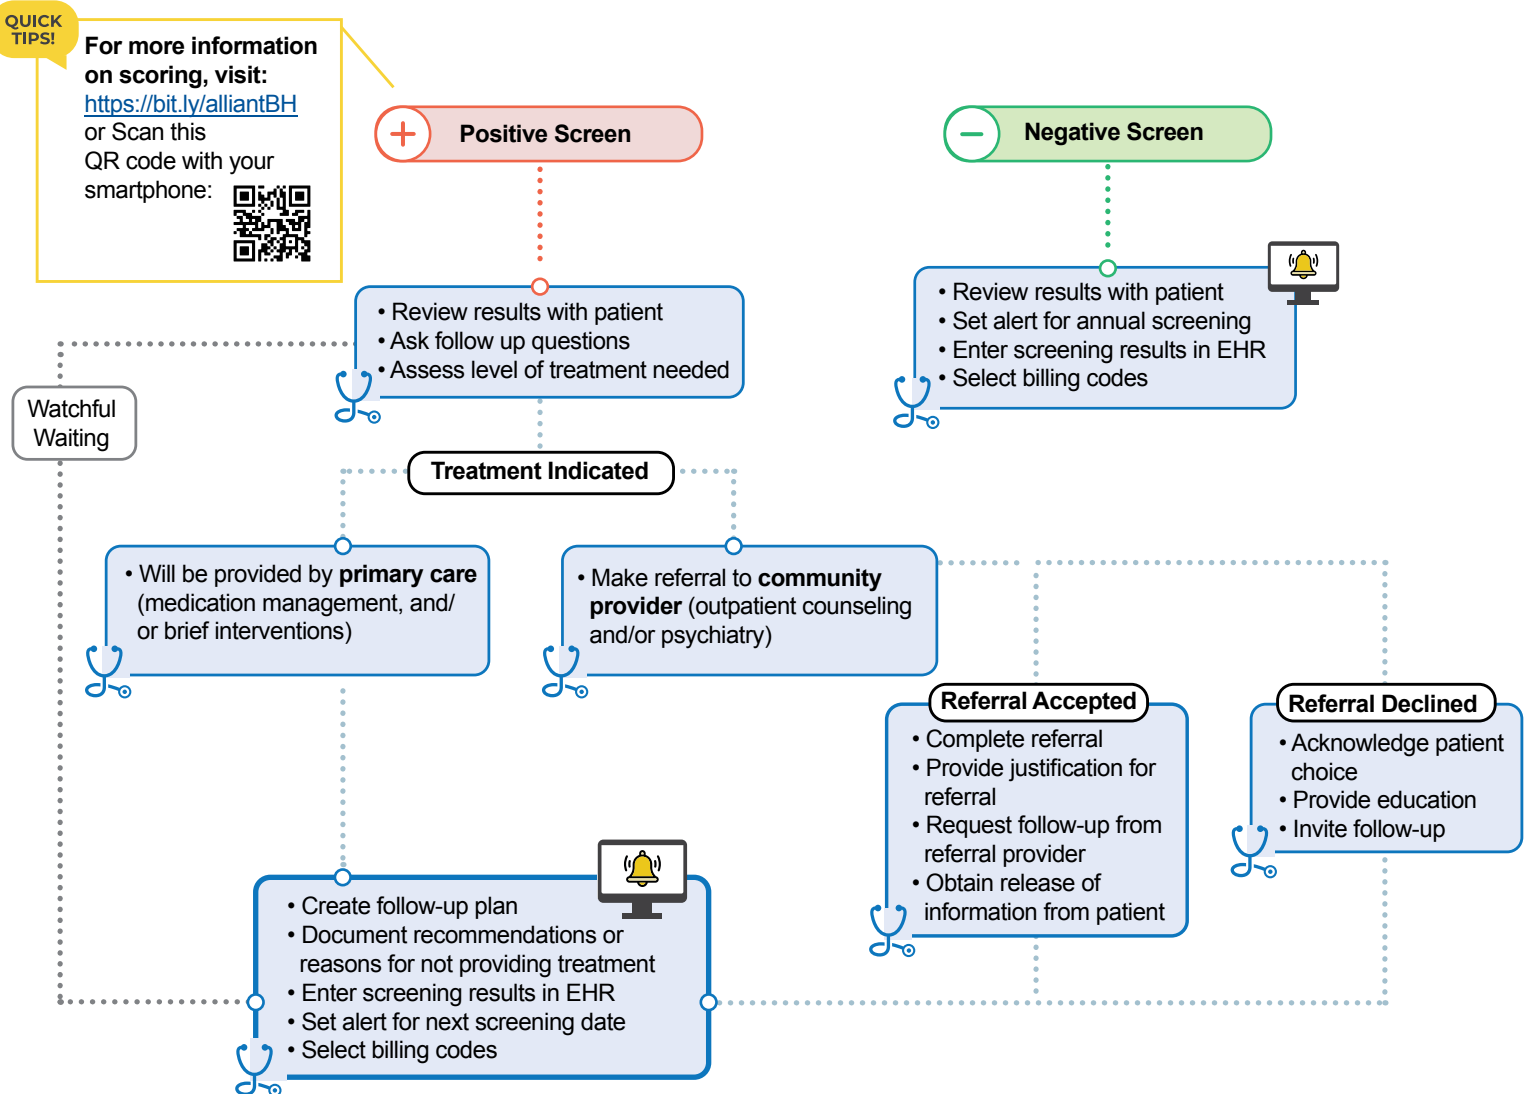 QUICK
TIPS!
For more information
on scoring, visit:
https://bit.ly/alliantBH
or Scan this
QR code with your
smartphone:
Positive Screen
Negative Screen
• Review results with patient
• Ask follow up questions
• Assess level of treatment needed
• Review results with patient
• Set alert for annual screening
• Enter screening results in EHR
• Select billing codes
Watchful
Waiting
Treatment Indicated
• Will be provided by primary care
(medication management, and/
or brief interventions)
• Make referral to community
provider (outpatient counseling
and/or psychiatry)
Referral Accepted
• Complete referral
• Provide justification for
referral
• Request follow-up from
referral provider
• Obtain release of
information from patient
Referral Declined
• Acknowledge patient
choice
• Provide education
• Invite follow-up
• Create follow-up plan
• Document recommendations or
reasons for not providing treatment
• Enter screening results in EHR
• Set alert for next screening date
• Select billing codes